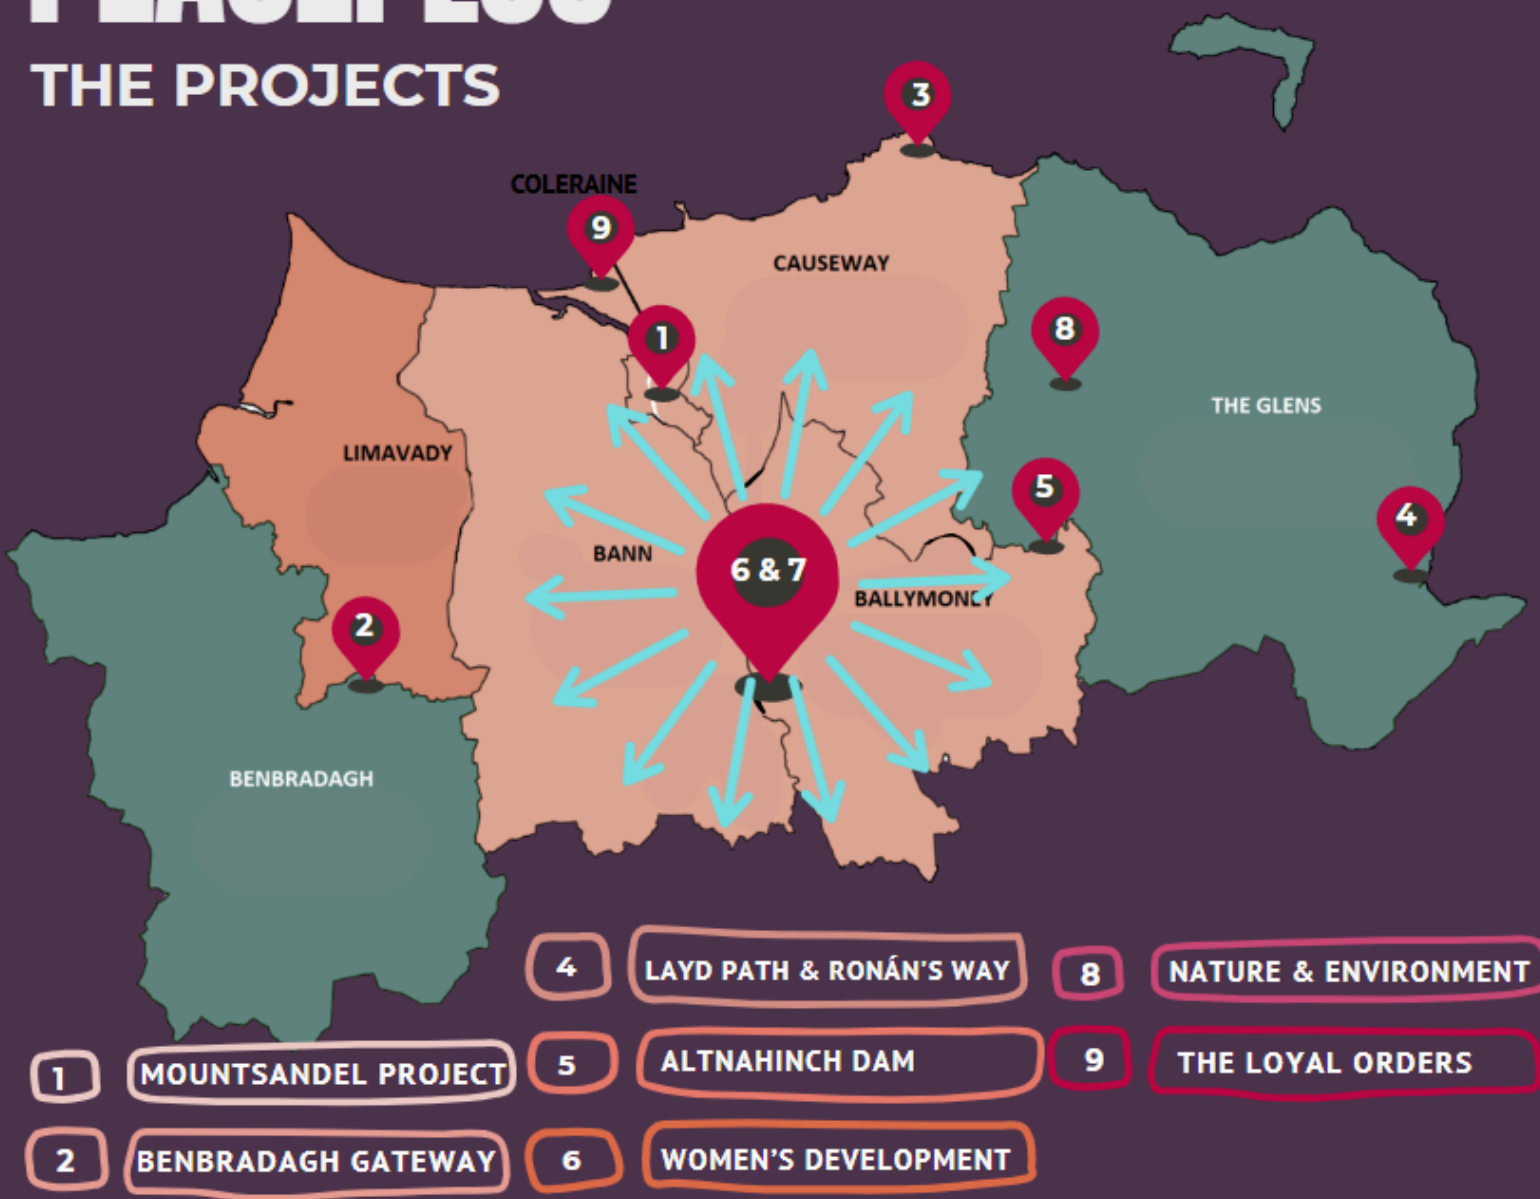 THE PROJECTS
3
COLERAINE
9
CAUSEWAY
1
8
THE GLENS
LIMAVADY
5
4
BANN
6 & 7
BALLYMONEY
2
BENBRADAGH
4 LAYD PATH & RONÁN'S WAY
8 NATURE & ENVIRONMENT
1 MOUNTSANDEL PROJECT
5 ALTNAHINCH DAM
9 THE LOYAL ORDERS
2 BENBRADAGH GATEWAY
6 WOMEN'S DEVELOPMENT